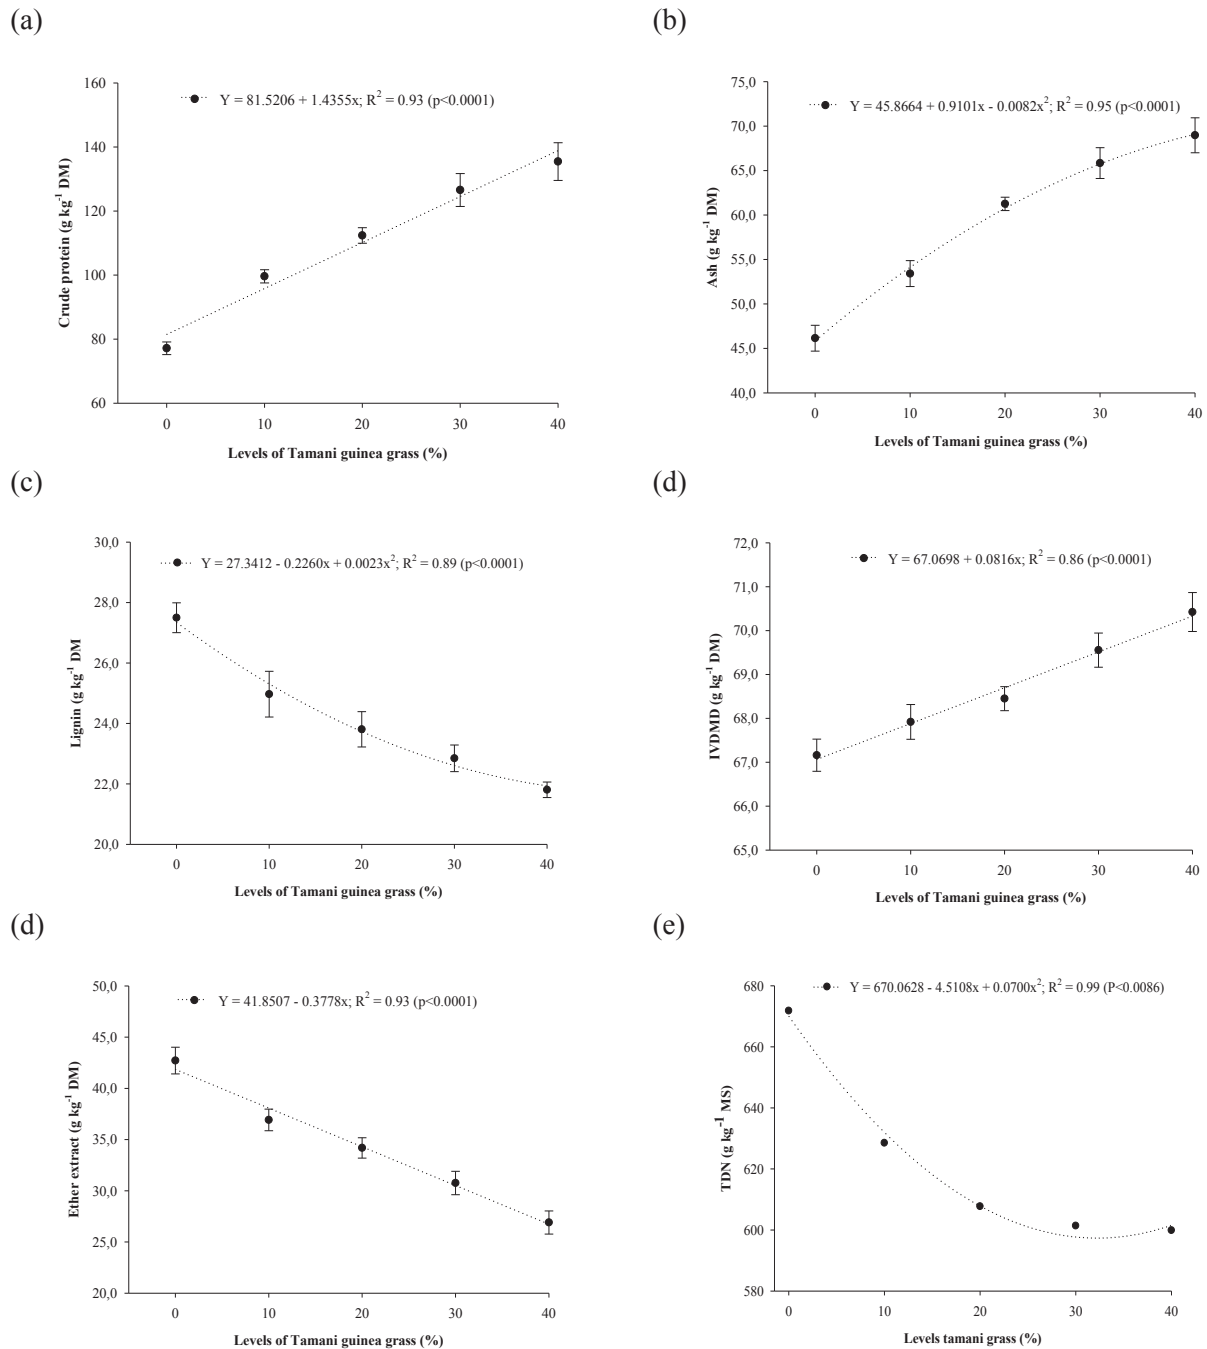 (a)
Y = 81.5206 + 1.4355x; R² = 0.93 (p<0.0001)
Crude protein (g kg⁻¹ DM)
160
140
120
100
80
60
0 10 20 30 40
Levels of Tamani guinea grass (%)
(b)
Y = 45.8664 + 0.9101x - 0.0082x²; R² = 0.95 (p<0.0001)
Ash (g kg⁻¹ DM)
75,0
70,0
65,0
60,0
55,0
50,0
45,0
40,0
0 10 20 30 40
Levels of Tamani guinea grass (%)
(c)
Y = 27.3412 - 0.2260x + 0.0023x²; R² = 0.89 (p<0.0001)
Lignin (g kg⁻¹ DM
30,0
28,0
26,0
24,0
22,0
20,0
0 10 20 30 40
Levels of Tamani guinea grass (%)
(d)
Y = 67.0698 + 0.0816x; R² = 0.86 (p<0.0001)
IVDMD (g kg⁻¹ DM)
72,0
71,0
70,0
69,0
68,0
67,0
66,0
65,0
0 10 20 30 40
Levels of Tamani guinea grass (%)
(d)
Y = 41.8507 - 0.3778x; R² = 0.93 (p<0.0001)
Ether extract (g kg⁻¹ DM)
50,0
45,0
40,0
35,0
30,0
25,0
20,0
0 10 20 30 40
Levels of Tamani guinea grass (%)
(e)
Y = 670.0628 - 4.5108x + 0.0700x²; R² = 0.99 (P<0.0086)
TDN (g kg⁻¹ MS)
680
660
640
620
600
580
0 10 20 30 40
Levels tamani grass (%)